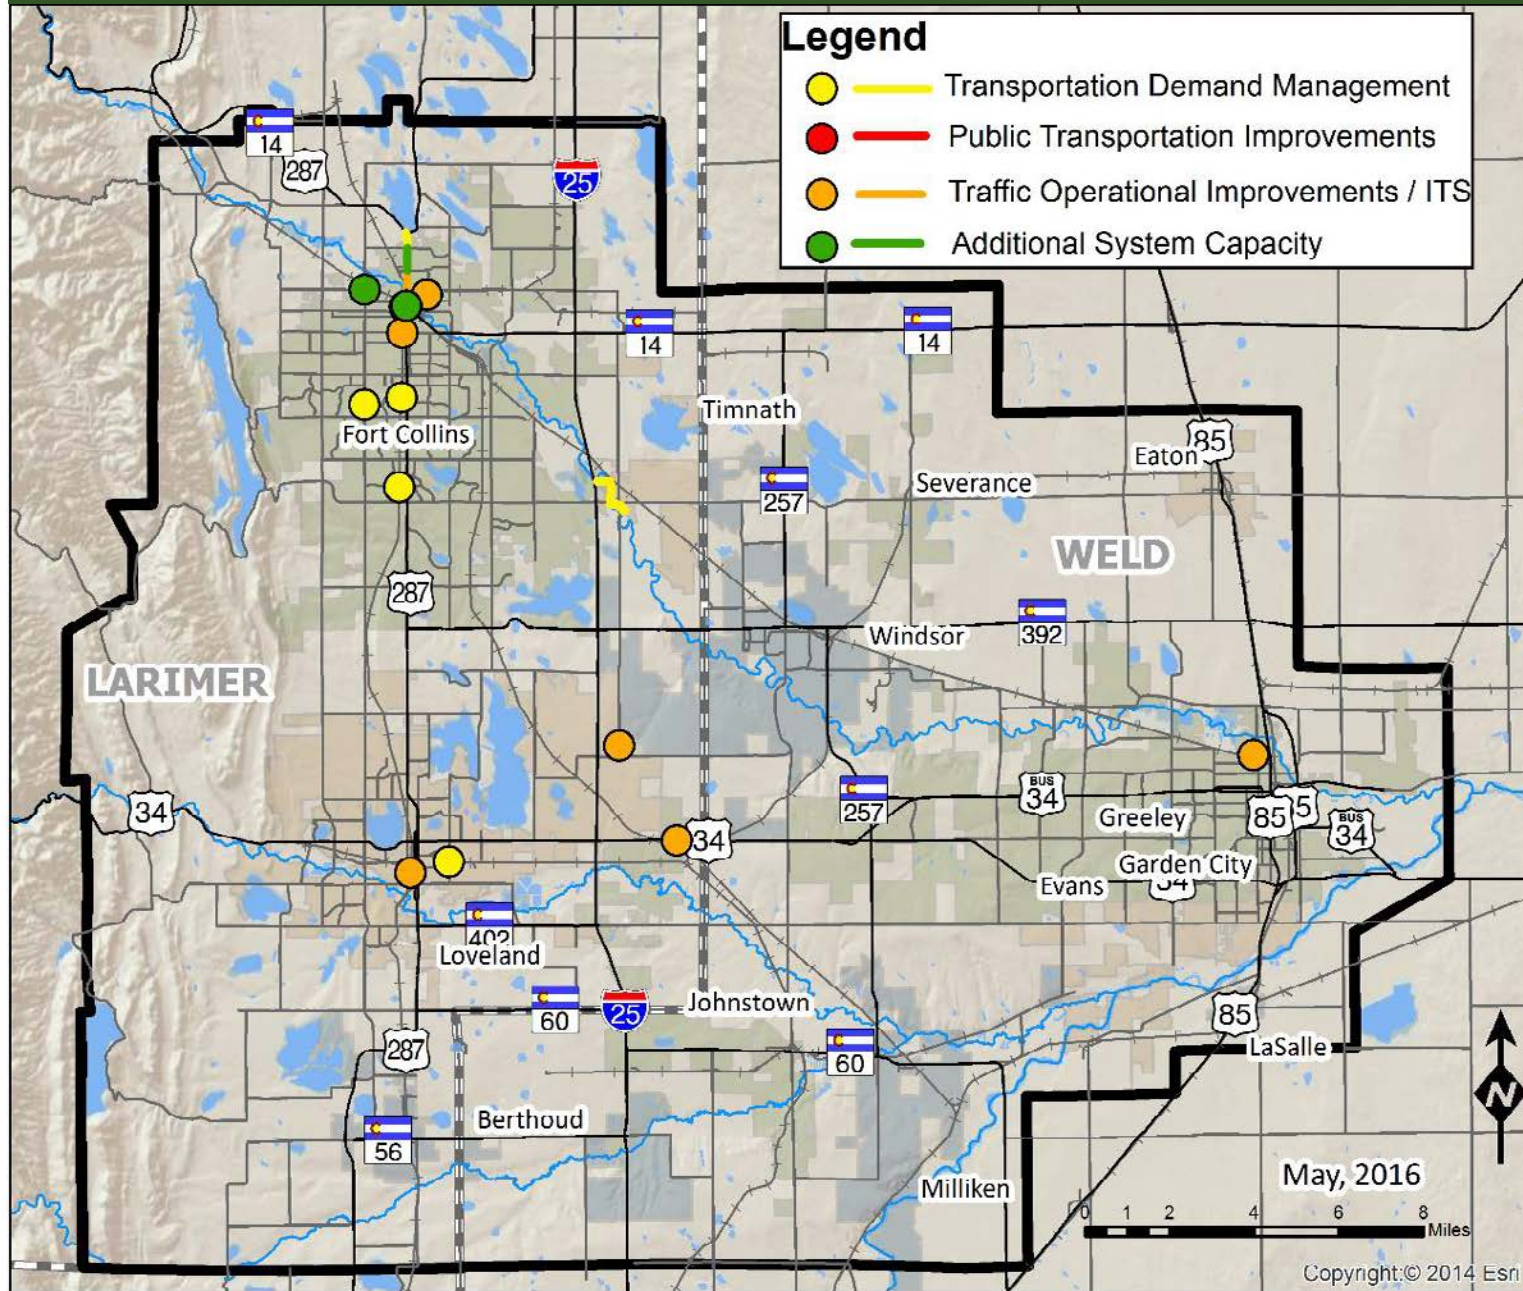 Legend
Transportation Demand Management
Public Transportation Improvements
Traffic Operational Improvements / ITS
Additional System Capacity
14
287
25
14
14
Timnath
Fort Collins
85
Eaton
257
Severance
WELD
287
392
Windsor
LARIMER
34
257
BUS
34
Greeley
85
85
BUS
34
34
Garden City
Evans
34
402
Loveland
60
25
Johnstown
85
LaSalle
287
60
56
Berthoud
Milliken
N
May, 2016
0 1 2 4 6 8
Miles
Copyright:© 2014 Esri